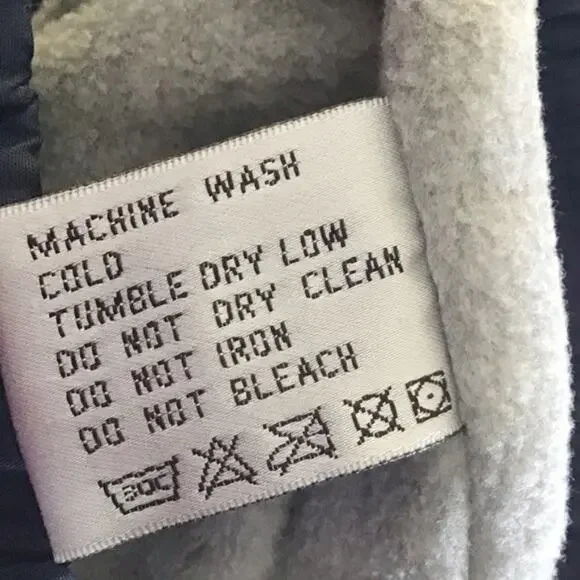 MACHINE WASH
COLD
TUMBLE DRY LOW
DO NOT DRY CLEAN
DO NOT IRON
DO NOT BLEACH
30C